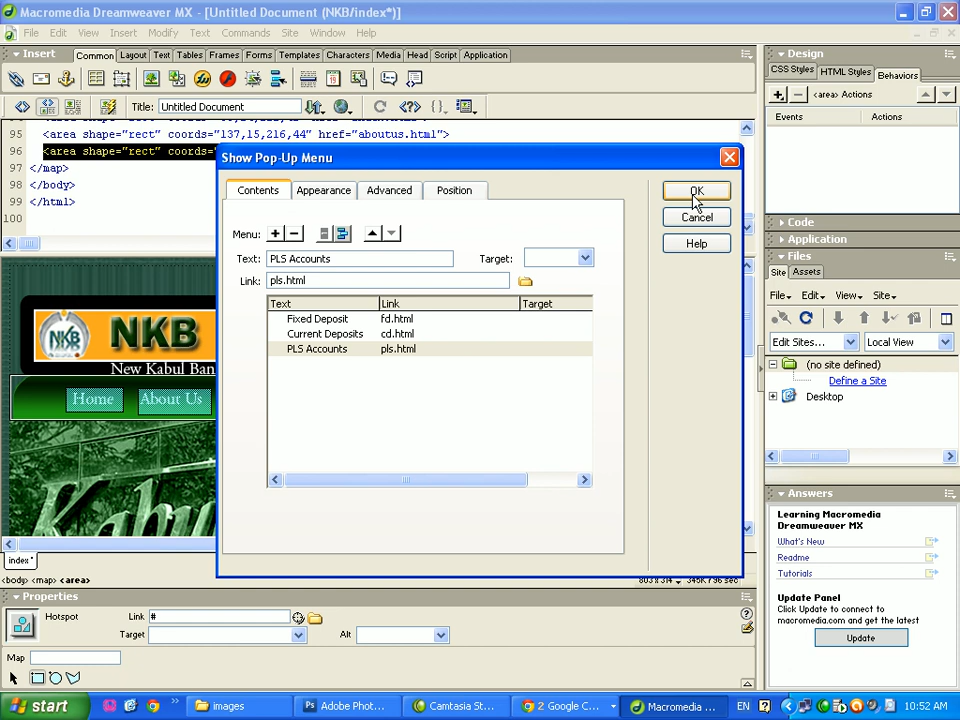 Macromedia Dreamweaver MX - [Untitled Document (NKB/index*)]
File Edit View Insert Modify Text Commands Site Window Help
Insert Common Layout Text Tables Frames Forms Templates Characters Media Head Script Application
Title: Untitled Document
95 <area shape="rect" coords="137,15,216,44" href="aboutus.html">
96 <area shape="rect" coords=
97 </map>
98 </body>
99 </html>
100
NKB
New Kabul Ban
Home About Us
index*
<body> <map> <area>
803 x 314 345K / 96 sec
Show Pop-Up Menu
Contents Appearance Advanced Position
OK
Cancel
Help
Menu:
Text: PLS Accounts Target:
Link: pls.html
Text Link Target
Fixed Deposit fd.html
Current Deposits cd.html
PLS Accounts pls.html
Properties
Hotspot Link #
Target Alt
Map
Design
CSS Styles HTML Styles Behaviors
<area> Actions
Events Actions
Code
Application
Files
Site Assets
File Edit View Site
Edit Sites... Local View
(no site defined)
Define a Site
Desktop
Answers
Learning Macromedia
Dreamweaver MX
What's New
Readme
Tutorials
Update Panel
Click Update to connect to
macromedia.com and get the latest
Update
start images Adobe Phot... Camtasia St... 2 Google C... Macromedia ... EN 10:52 AM